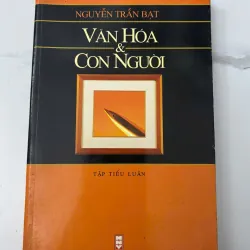 NGUYỄN TRẦN BẠT
VĂN HÓA
&
CON NGƯỜI
TẬP TIỂU LUẬN